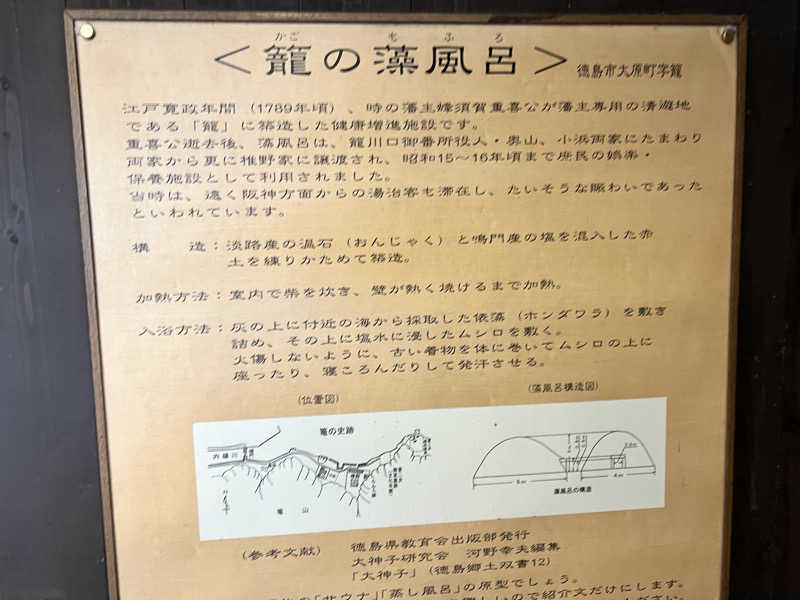 かご もふろ
＜籠の藻風呂＞ 徳島市大原町字籠
江戸寛政年間（1789年頃）、時の藩主蜂須賀重喜公が藩主専用の清遊地
である「籠」に築造した健康増進施設です。
重喜公逝去後、藻風呂は、籠川口御番所役人・奥山、小浜両家にたまわり
両家から更に椎野家に譲渡され、昭和15～16年頃まで庶民の娯楽・
保養施設として利用されました。
当時は、遠く阪神方面からの湯治客も滞在し、たいそうな賑わいであった
といわれています。
構　　造：淡路産の温石（おんじゃく）と鳴門産の塩を混入した赤
土を練りかためて築造。
加熱方法：室内で柴を炊き、壁が熱く焼けるまで加熱。
入浴方法：灰の上に付近の海から採取した俵藻（ホンダワラ）を敷き
詰め、その上に塩水に浸したムシロを敷く。
火傷しないように、古い着物を体に巻いてムシロの上に
座ったり、寝ころんだりして発汗させる。
（位置図）
（藻風呂構造図）
籠の史跡
籠山
8m
4m
藻風呂の構造
（参考文献） 徳島県教育会出版部発行
大神子研究会 河野幸夫編集
「大神子」（徳島郷土双書12）
「サウナ」「蒸し風呂」の原型でしょう。
ので紹介文だけにします。